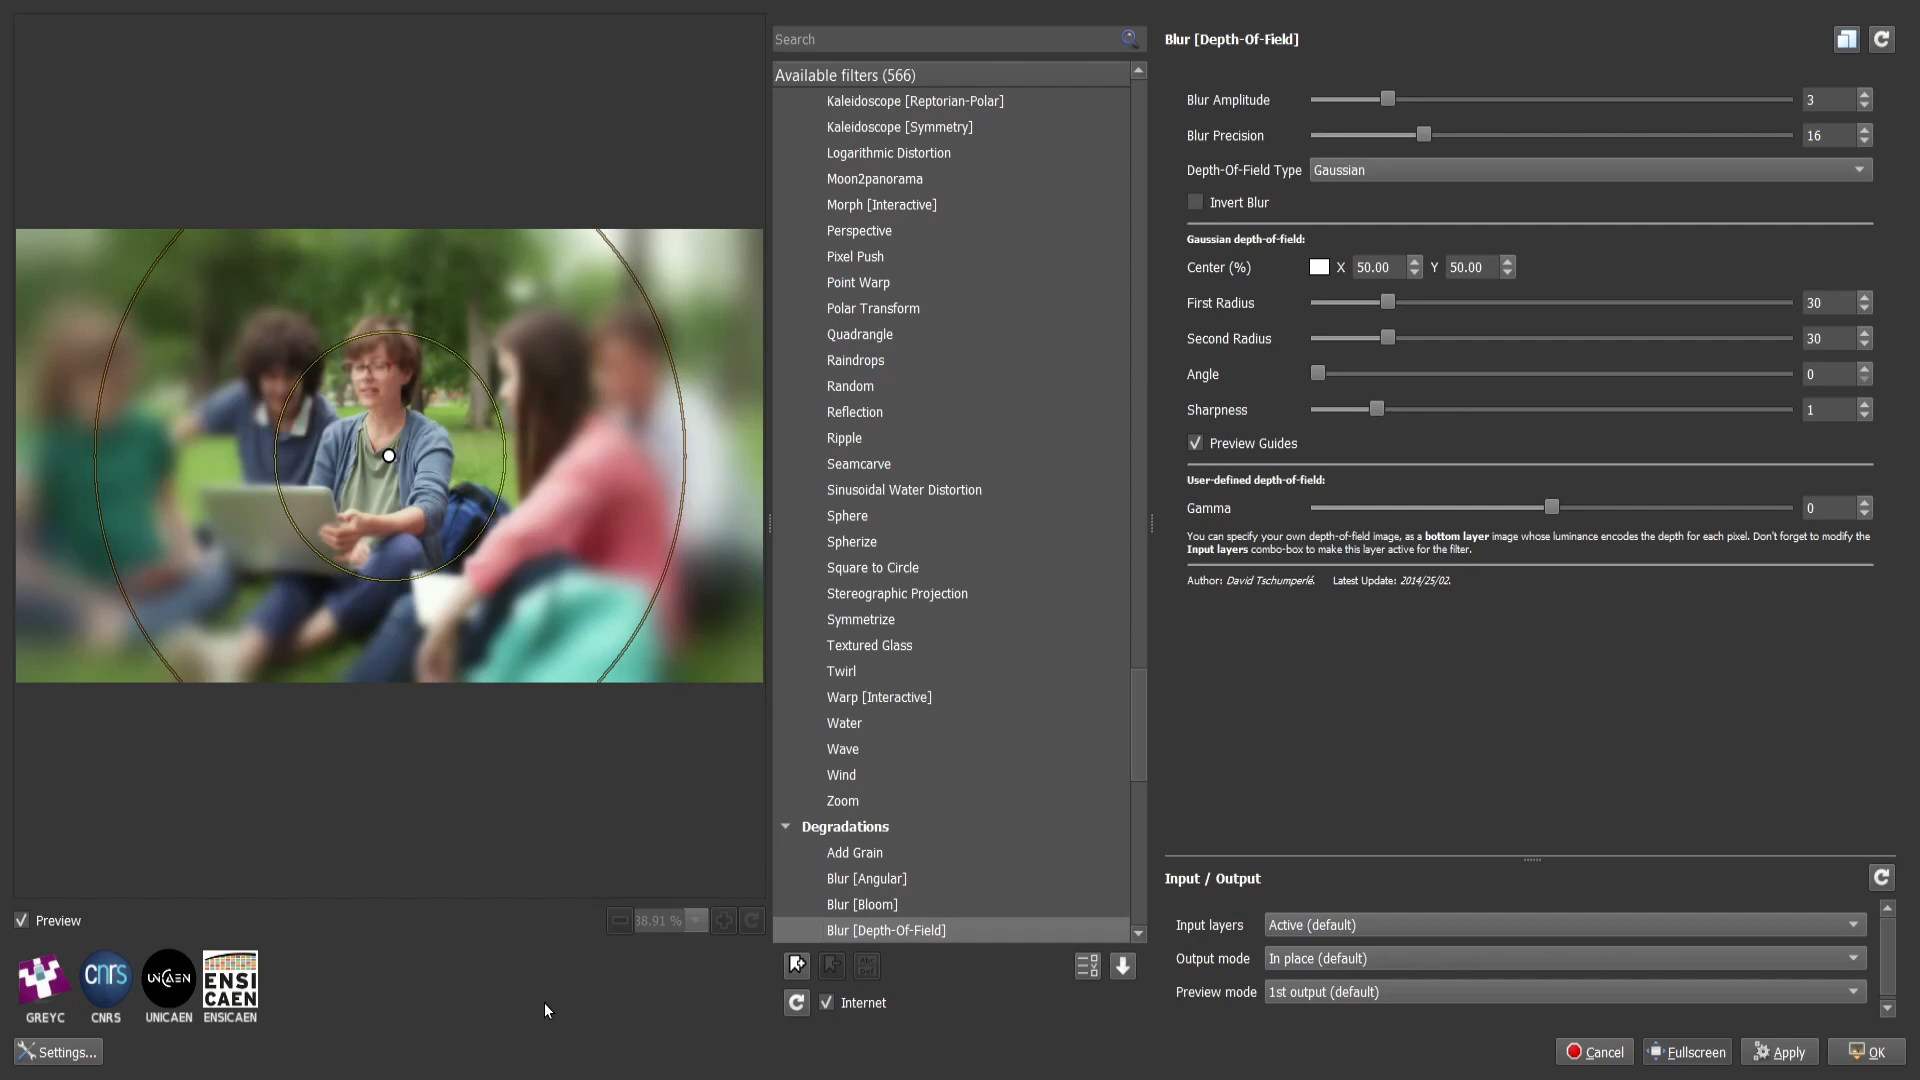 Search
Available filters (566)
Kaleidoscope [Reptorian-Polar]
Kaleidoscope [Symmetry]
Logarithmic Distortion
Moon2panorama
Morph [Interactive]
Perspective
Pixel Push
Point Warp
Polar Transform
Quadrangle
Raindrops
Random
Reflection
Ripple
Seamcarve
Sinusoidal Water Distortion
Sphere
Spherize
Square to Circle
Stereographic Projection
Symmetrize
Textured Glass
Twirl
Warp [Interactive]
Water
Wave
Wind
Zoom
Degradations
Add Grain
Blur [Angular]
Blur [Bloom]
Blur [Depth-Of-Field]
Internet
Preview
38.91 %
cnrs
UNICAEN
ENSI
CAEN
GREYC
CNRS
UNICAEN
ENSICAEN
Settings...
Blur [Depth-Of-Field]
Blur Amplitude 3
Blur Precision 16
Depth-Of-Field Type Gaussian
Invert Blur
Gaussian depth-of-field:
Center (%) X 50.00 Y 50.00
First Radius 30
Second Radius 30
Angle 0
Sharpness 1
Preview Guides
User-defined depth-of-field:
Gamma 0
You can specify your own depth-of-field image, as a bottom layer image whose luminance encodes the depth for each pixel. Don't forget to modify the
Input layers combo-box to make this layer active for the filter.
Author: David Tschumperlé. Latest Update: 2014/25/02.
Input / Output
Input layers Active (default)
Output mode In place (default)
Preview mode 1st output (default)
Cancel Fullscreen Apply OK